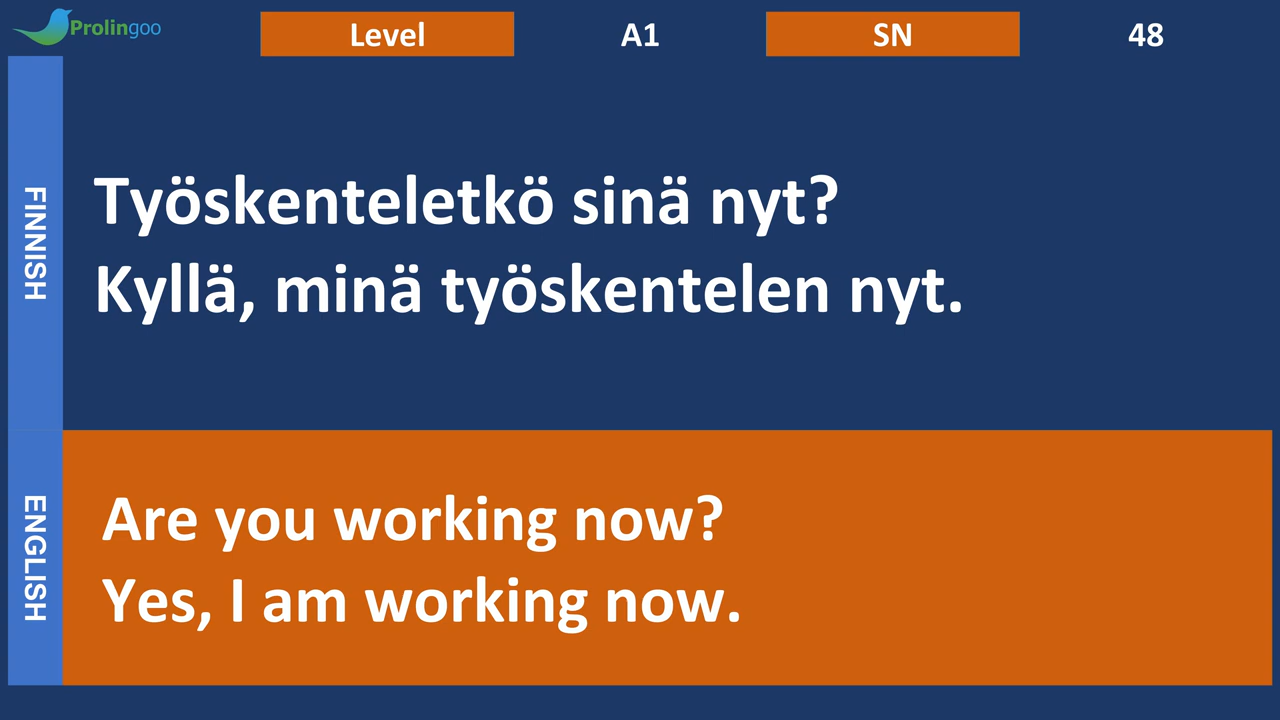 Prolingoo
Level A1 SN 48
FINNISH
Työskenteletkö sinä nyt?
Kyllä, minä työskentelen nyt.
ENGLISH
Are you working now?
Yes, I am working now.